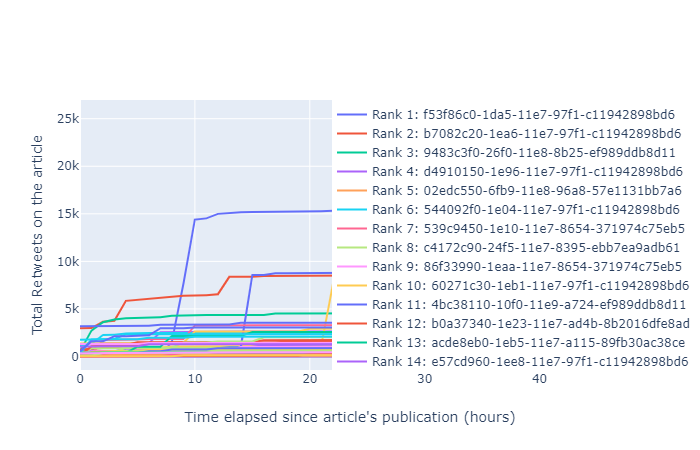 25k
20k
15k
10k
5k
0
0
10
20
30
40
Total Retweets on the article
Time elapsed since article's publication (hours)
Rank 1: f53f86c0-1da5-11e7-97f1-c11942898bd6
Rank 2: b7082c20-1ea6-11e7-97f1-c11942898bd6
Rank 3: 9483c3f0-26f0-11e8-8b25-ef989ddb8d11
Rank 4: d4910150-1e96-11e7-97f1-c11942898bd6
Rank 5: 02edc550-6fb9-11e8-96a8-57e1131bb7a6
Rank 6: 544092f0-1e04-11e7-97f1-c11942898bd6
Rank 7: 539c9450-1e10-11e7-8654-371974c75eb5
Rank 8: c4172c90-24f5-11e7-8395-ebb7ea9adb61
Rank 9: 86f33990-1eaa-11e7-8654-371974c75eb5
Rank 10: 60271c30-1eb1-11e7-97f1-c11942898bd6
Rank 11: 4bc38110-10f0-11e9-a724-ef989ddb8d11
Rank 12: b0a37340-1e23-11e7-ad4b-8b2016dfe8ad
Rank 13: acde8eb0-1eb5-11e7-a115-89fb30ac38ce
Rank 14: e57cd960-1ee8-11e7-97f1-c11942898bd6